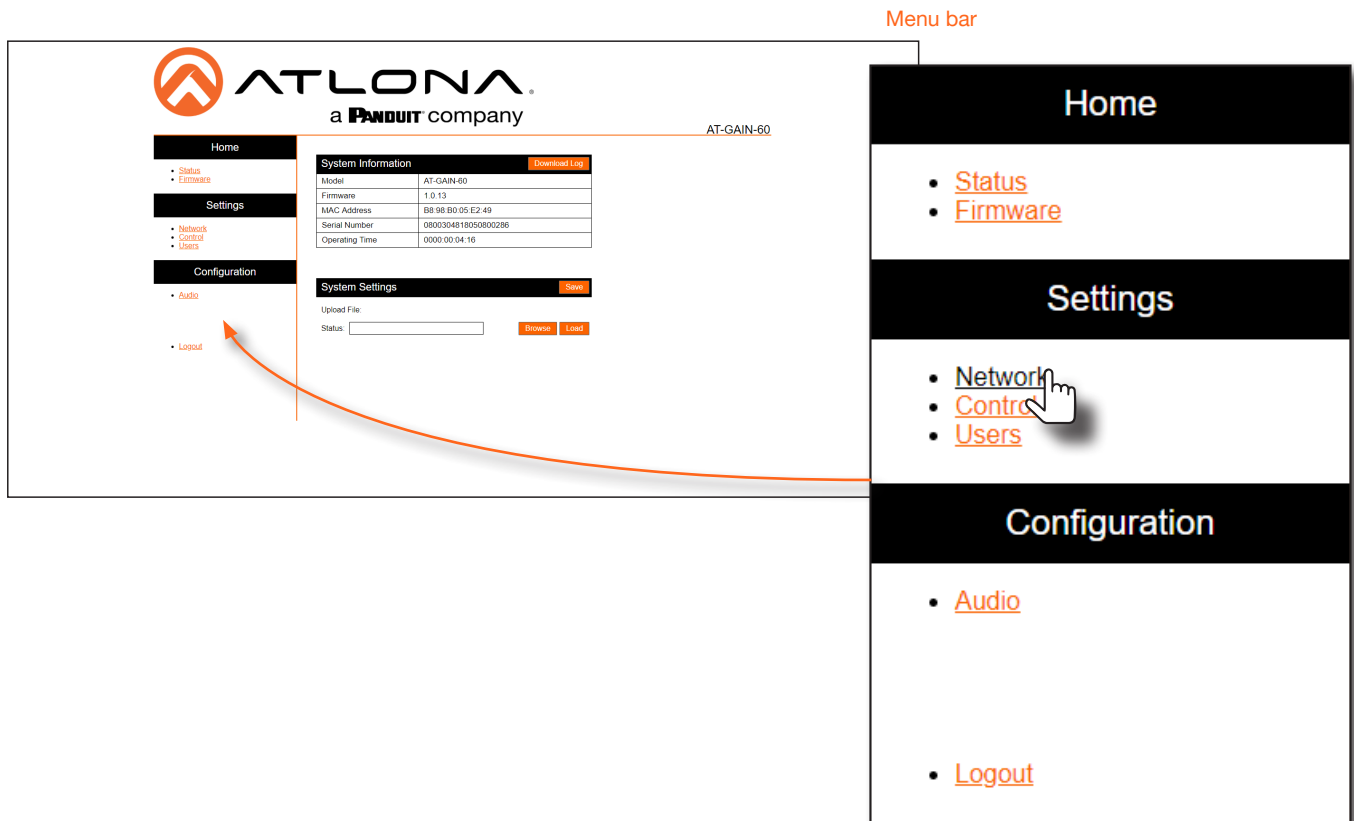 Menu bar
ATLONA.
a PANDUIT company
AT-GAIN-60
Home
• Status
• Firmware
Settings
• Network
• Control
• Users
Configuration
• Audio
• Logout
System Information Download Log
Model AT-GAIN-60
Firmware 1.0.13
MAC Address B8:98:B0:05:E2:49
Serial Number 0800304818050800286
Operating Time 0000:00:04:16
System Settings Save
Upload File:
Status: Browse Load
Home
• Status
• Firmware
Settings
• Network
• Control
• Users
Configuration
• Audio
• Logout